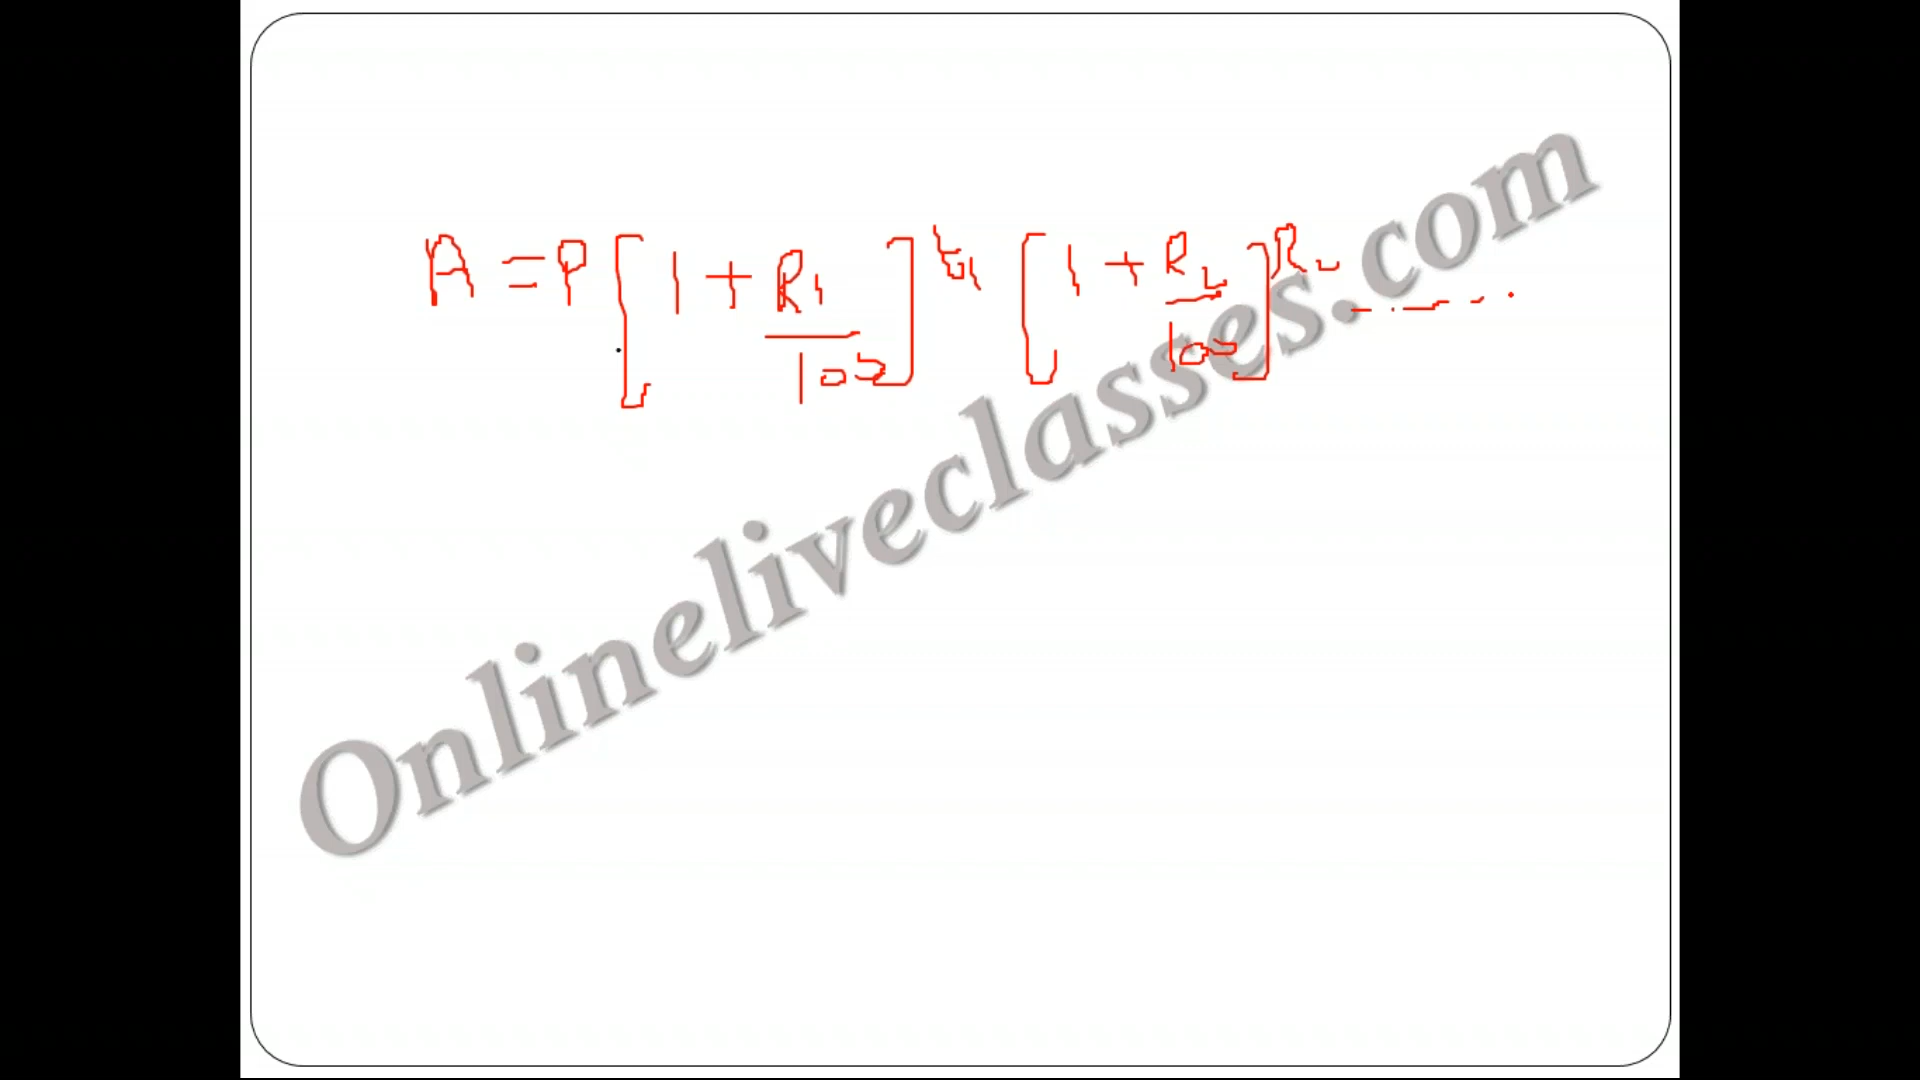 A = P [1 + R1/100]^t1 [1 + R2/100]^R2 ------
Onlineliveclasses.com